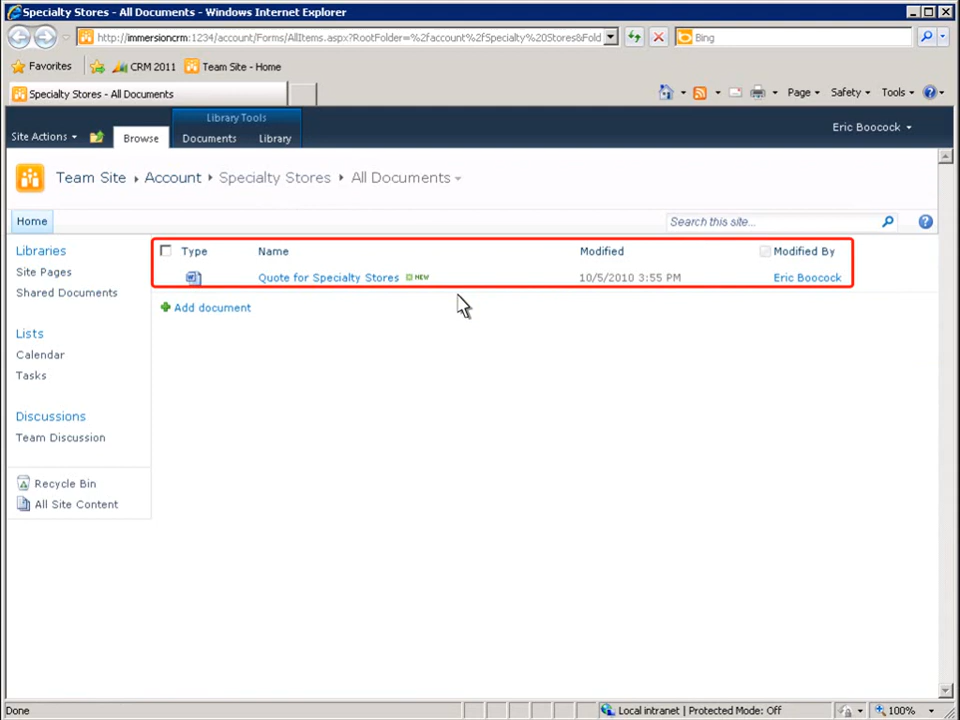 Specialty Stores - All Documents - Windows Internet Explorer
http://immersioncrm:1234/account/Forms/AllItems.aspx?RootFolder=%2faccount%2fSpecialty%20Stores&Fold
Bing
Favorites CRM 2011 Team Site - Home
Specialty Stores - All Documents
Page Safety Tools
Library Tools
Site Actions Browse Documents Library
Eric Boocock
Team Site Account Specialty Stores All Documents
Home
Search this site...
Libraries
Site Pages
Shared Documents
Lists
Calendar
Tasks
Discussions
Team Discussion
Recycle Bin
All Site Content
Type Name Modified Modified By
Quote for Specialty Stores NEW 10/5/2010 3:55 PM Eric Boocock
Add document
Done
Local intranet | Protected Mode: Off
100%